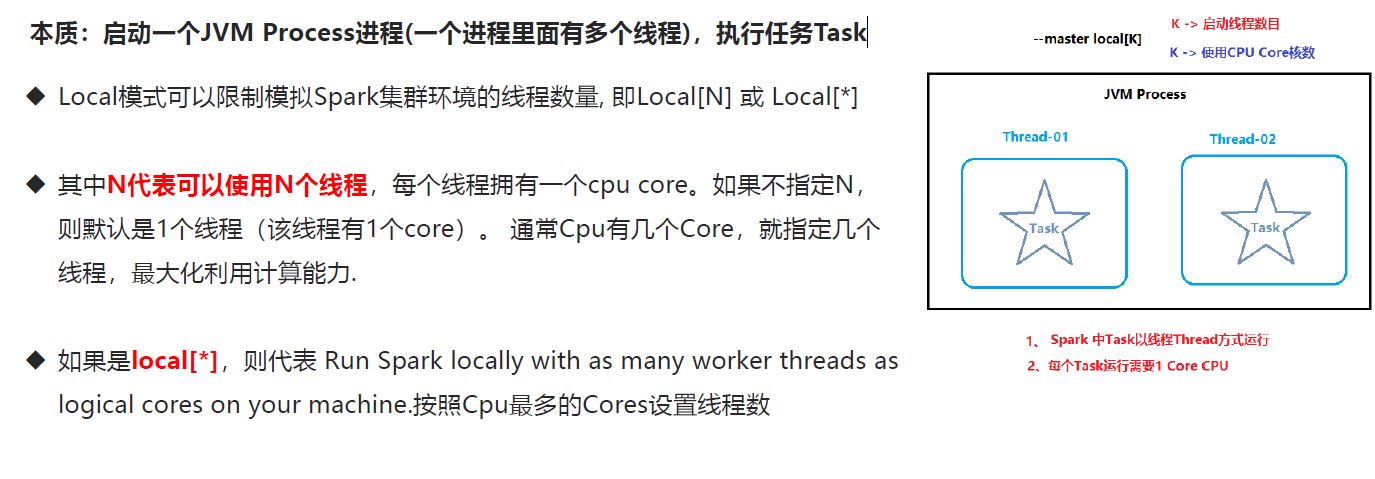 本质：启动一个JVM Process进程(一个进程里面有多个线程)，执行任务Task
◆ Local模式可以限制模拟Spark集群环境的线程数量, 即Local[N] 或 Local[*]
◆ 其中N代表可以使用N个线程，每个线程拥有一个cpu core。如果不指定N，
则默认是1个线程（该线程有1个core）。 通常Cpu有几个Core，就指定几个
线程，最大化利用计算能力.
◆ 如果是local[*]，则代表 Run Spark locally with as many worker threads as
logical cores on your machine.按照Cpu最多的Cores设置线程数
K -> 启动线程数目
--master local[K]
K -> 使用CPU Core核数
JVM Process
Thread-01
Thread-02
Task
Task
1、 Spark 中Task以线程Thread方式运行
2、每个Task运行需要1 Core CPU